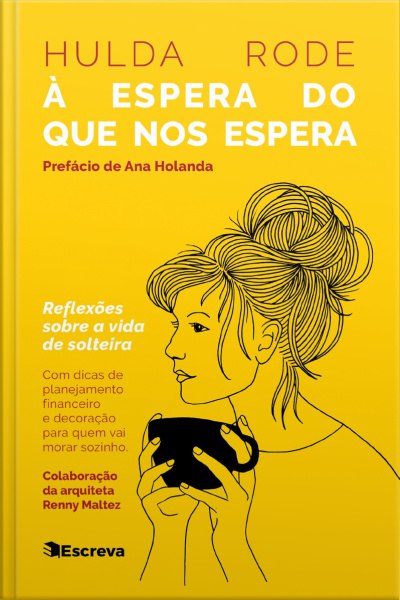 HULDA RODE
À ESPERA DO
QUE NOS ESPERA
Prefácio de Ana Holanda
Reflexões
sobre a vida
de solteira
Com dicas de
planejamento
financeiro
e decoração
para quem vai
morar sozinho.
Colaboração
da arquiteta
Renny Maltez
Escreva